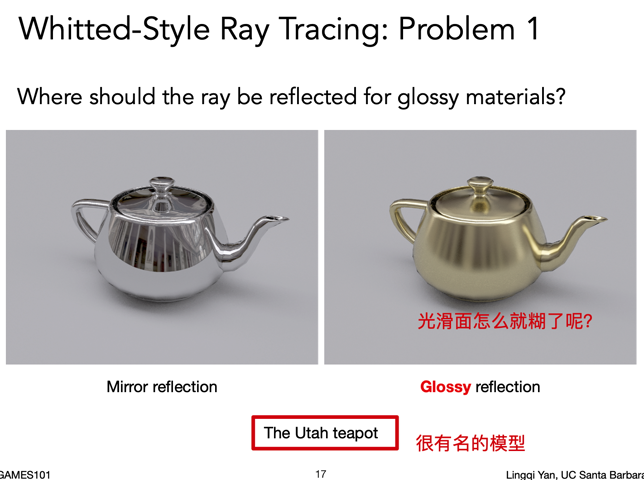 Whitted-Style Ray Tracing: Problem 1
Where should the ray be reflected for glossy materials?
光滑面怎么就糊了呢?
Mirror reflection
Glossy reflection
The Utah teapot
很有名的模型
GAMES101
17
Lingqi Yan, UC Santa Barbara